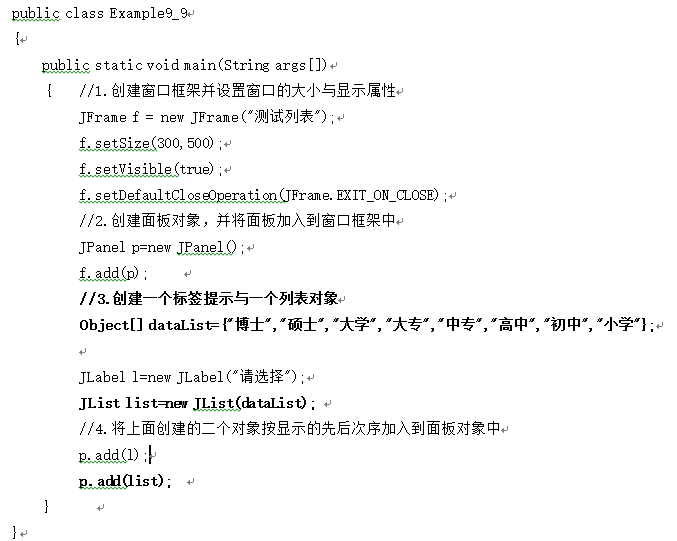 public class Example9_9
{
public static void main(String args[])
{ //1.创建窗口框架并设置窗口的大小与显示属性
JFrame f = new JFrame("测试列表");
f.setSize(300,500);
f.setVisible(true);
f.setDefaultCloseOperation(JFrame.EXIT_ON_CLOSE);
//2.创建面板对象，并将面板加入到窗口框架中
JPanel p=new JPanel();
f.add(p);
//3.创建一个标签提示与一个列表对象
Object[] dataList={"博士","硕士","大学","大专","中专","高中","初中","小学"};
JLabel l=new JLabel("请选择");
JList list=new JList(dataList);
//4.将上面创建的二个对象按显示的先后次序加入到面板对象中
p.add(l);
p.add(list);
}
}